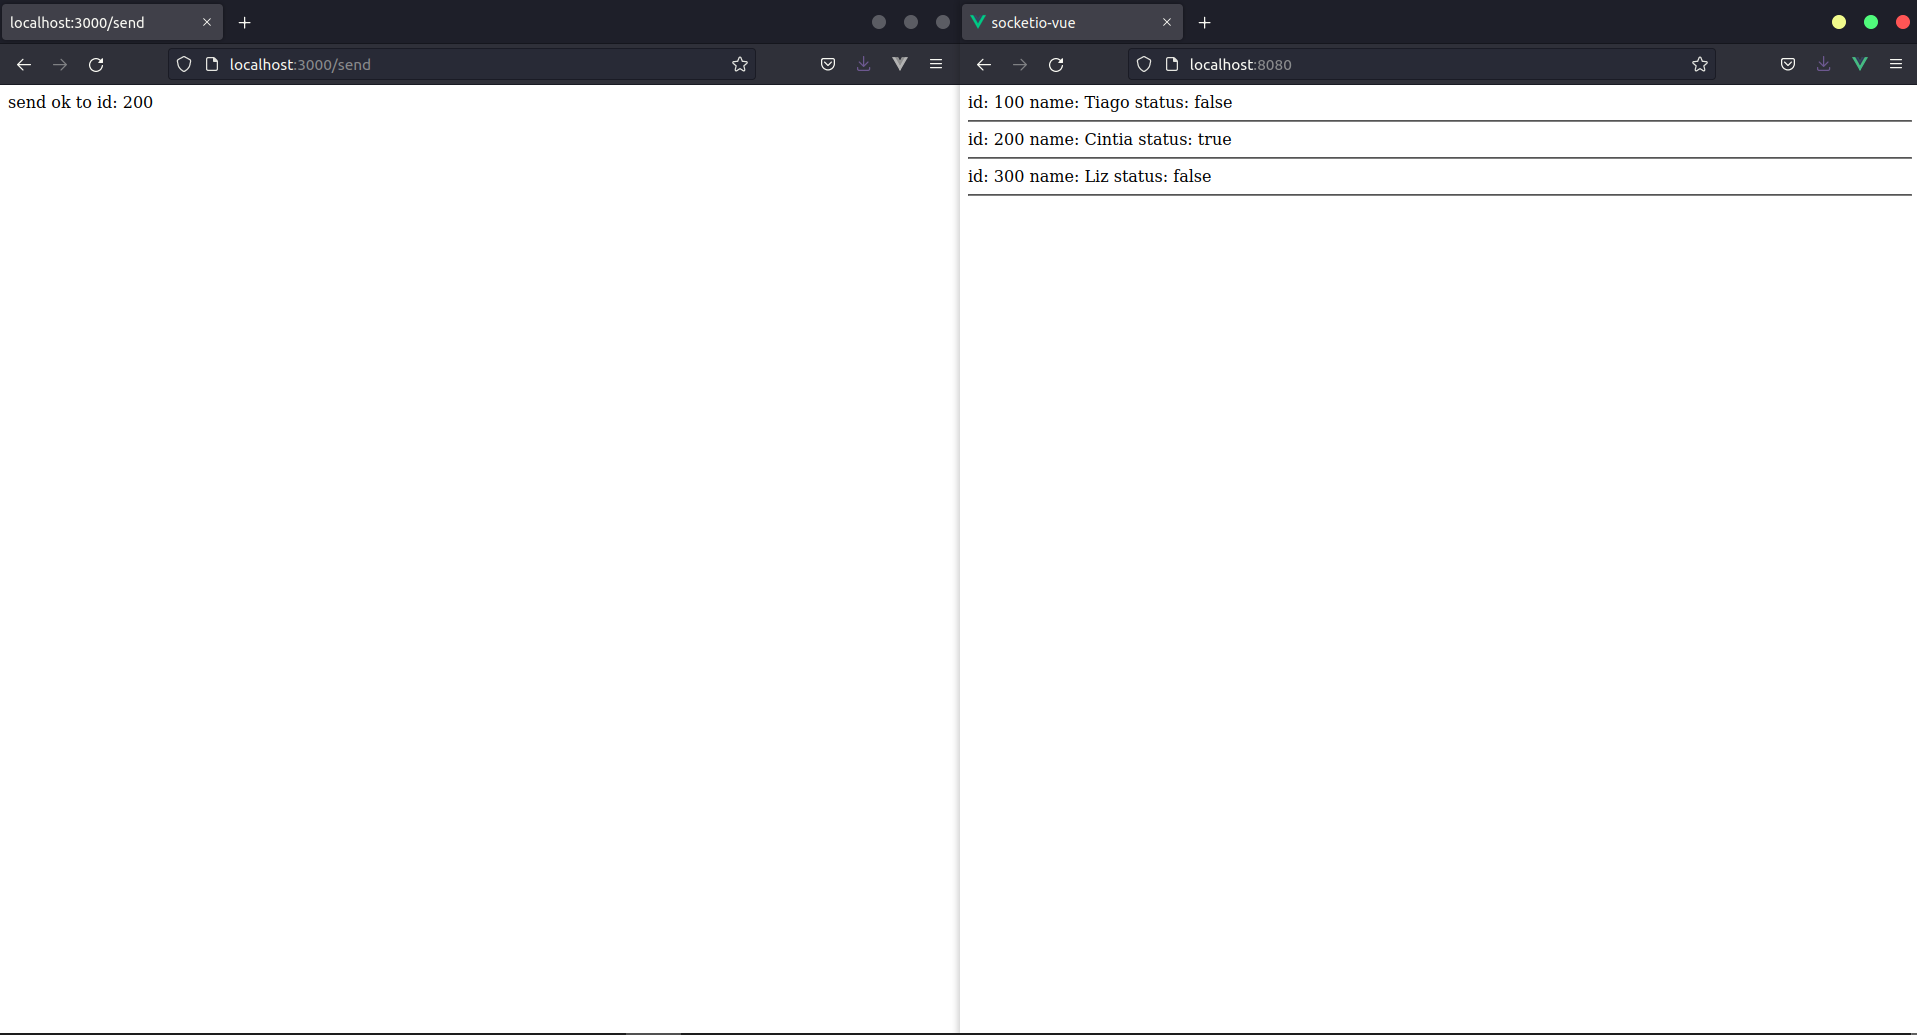 localhost:3000/send
localhost:3000/send
send ok to id: 200
socketio-vue
localhost:8080
id: 100 name: Tiago status: false
id: 200 name: Cintia status: true
id: 300 name: Liz status: false